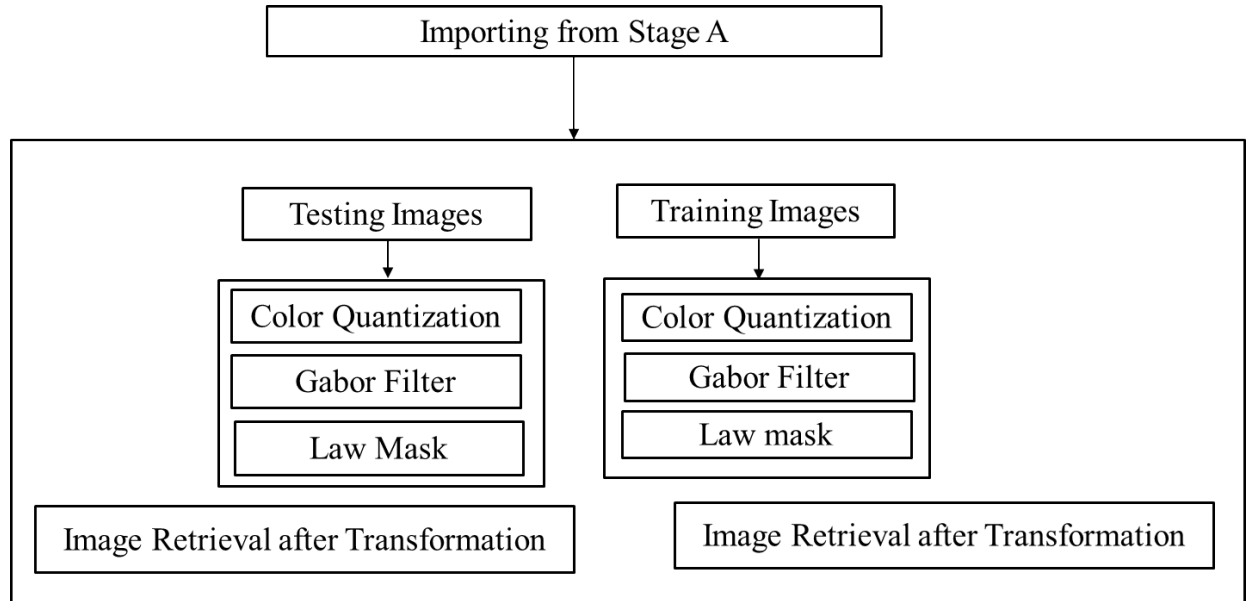 Importing from Stage A
Testing Images
Training Images
Color Quantization
Color Quantization
Gabor Filter
Gabor Filter
Law Mask
Law mask
Image Retrieval after Transformation
Image Retrieval after Transformation